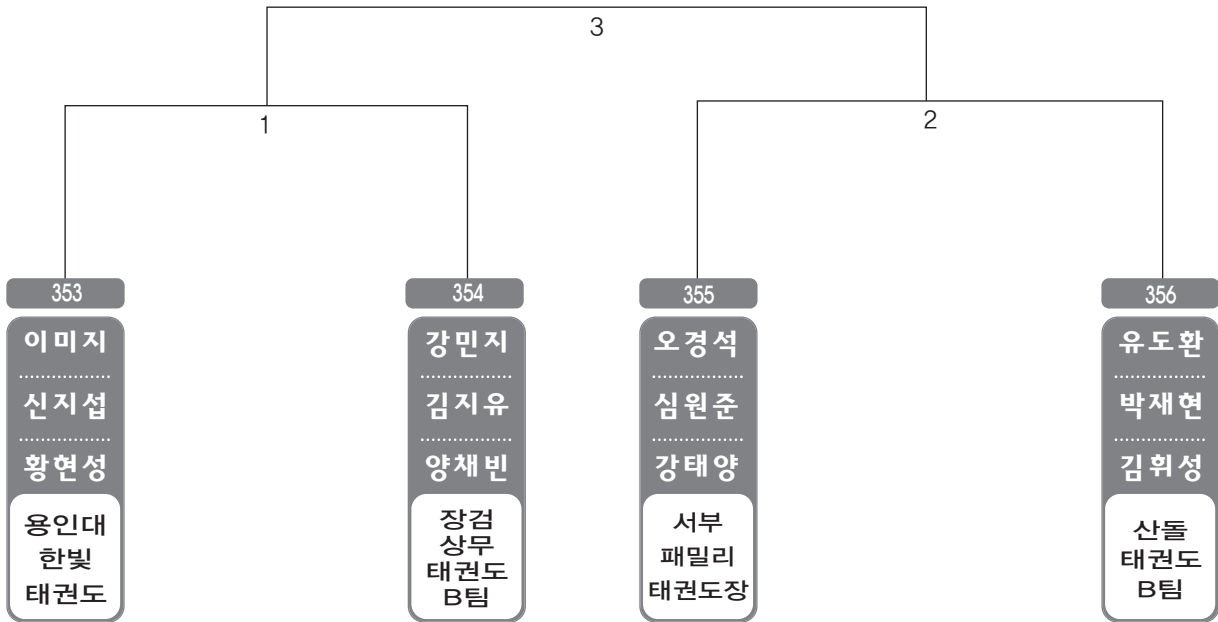 3
1
2
353
이미지
신지섭
황현성
용인대
한빛
태권도
354
강민지
김지유
양채빈
장검
상무
태권도
B팀
355
오경석
심원준
강태양
서부
패밀리
태권도장
356
유도환
박재현
김휘성
산돌
태권도
B팀